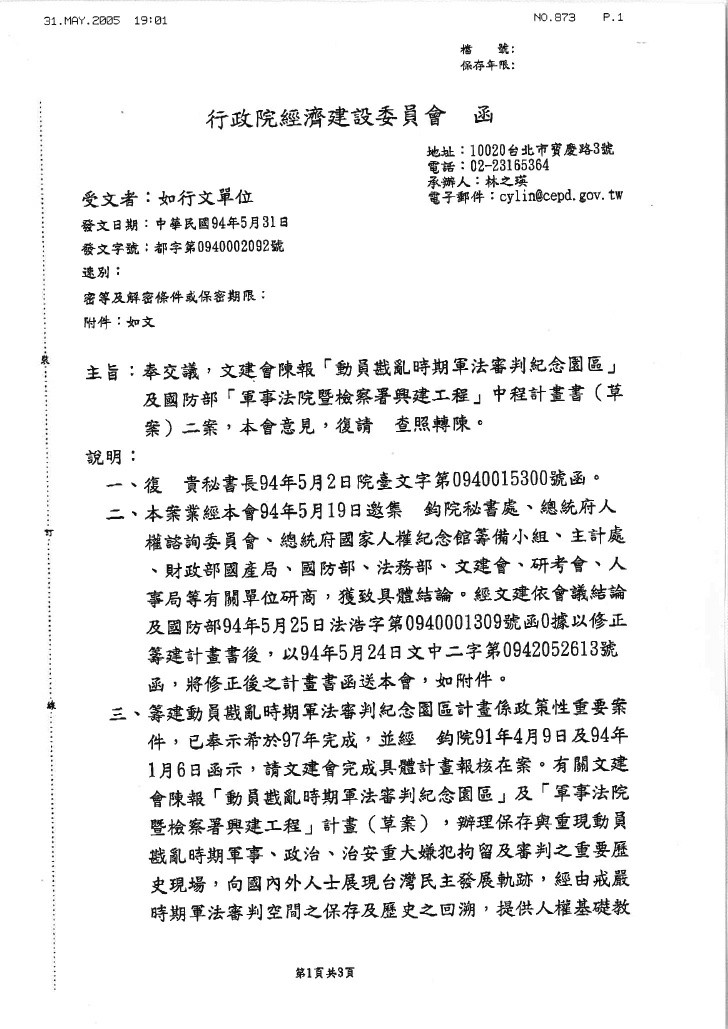 31.MAY.2005 19:01 NO.873 P.1
檔 號:
保存年限:
行政院經濟建設委員會 函
地址：10020台北市寶慶路3號
電話：02-23165364
承辦人：林之瑛
電子郵件：cylin@cepd.gov.tw
受文者：如行文單位
發文日期：中華民國94年5月31日
發文字號：都字第0940002092號
速別：
密等及解密條件或保密期限：
附件：如文
裝
訂
線
主旨：奉交議，文建會陳報「動員戡亂時期軍法審判紀念園區」
及國防部「軍事法院暨檢察署興建工程」中程計畫書（草
案）二案，本會意見，復請 查照轉陳。
說明：
一、復 貴秘書長94年5月2日院臺文字第0940015300號函。
二、本案業經本會94年5月19日邀集 鈞院秘書處、總統府人
權諮詢委員會、總統府國家人權紀念館籌備小組、主計處
、財政部國產局、國防部、法務部、文建會、研考會、人
事局等有關單位研商，獲致具體結論。經文建依會議結論
及國防部94年5月25日法浩字第0940001309號函0據以修正
籌建計畫書後，以94年5月24日文中二字第0942052613號
函，將修正後之計畫書函送本會，如附件。
三、籌建動員戡亂時期軍法審判紀念園區計畫係政策性重要案
件，已奉示希於97年完成，並經 鈞院91年4月9日及94年
1月6日函示，請文建會完成具體計畫報核在案。有關文建
會陳報「動員戡亂時期軍法審判紀念園區」及「軍事法院
暨檢察署興建工程」計畫（草案），辦理保存與重現動員
戡亂時期軍事、政治、治安重大嫌犯拘留及審判之重要歷
史現場，向國內外人士展現台灣民主發展軌跡，經由戒嚴
時期軍法審判空間之保存及歷史之回溯，提供人權基礎教
第1頁共3頁